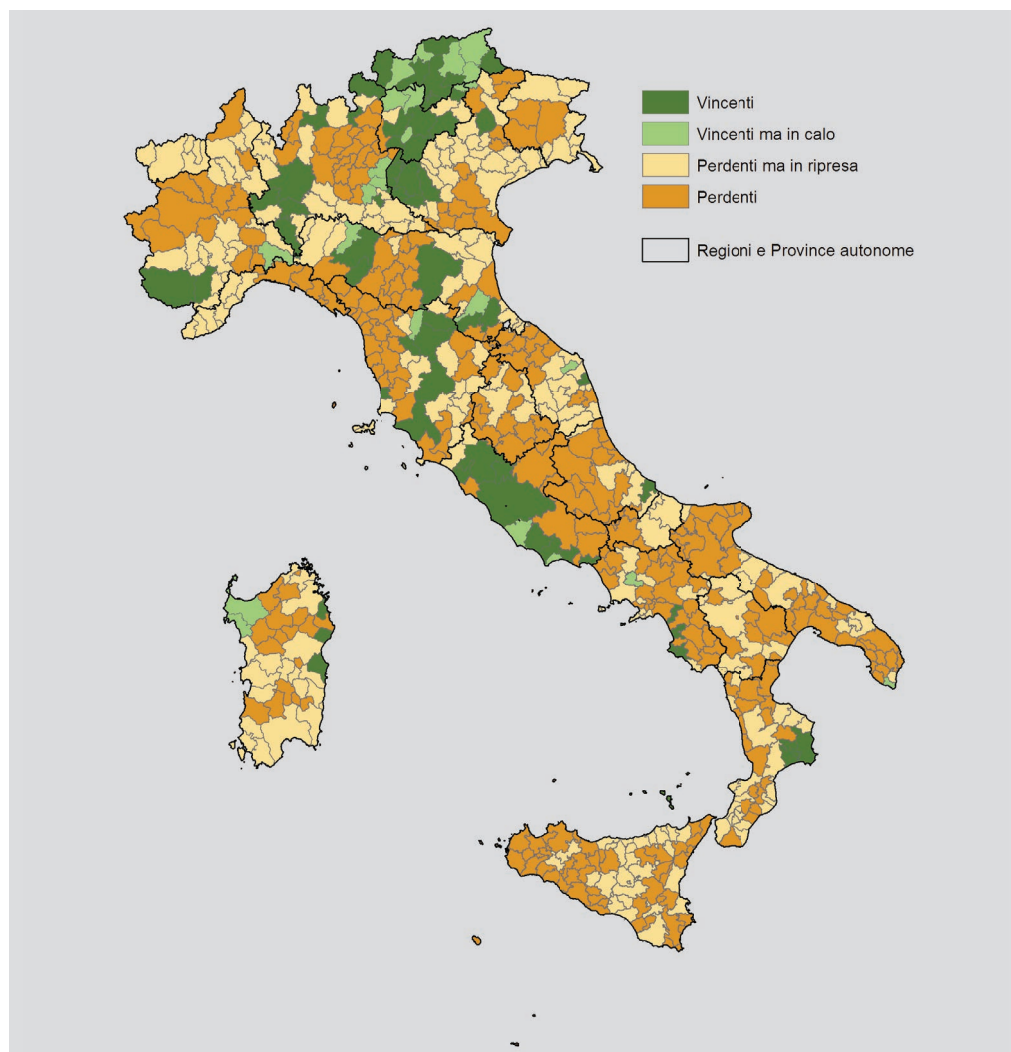 Vincenti
Vincenti ma in calo
Perdenti ma in ripresa
Perdenti
Regioni e Province autonome